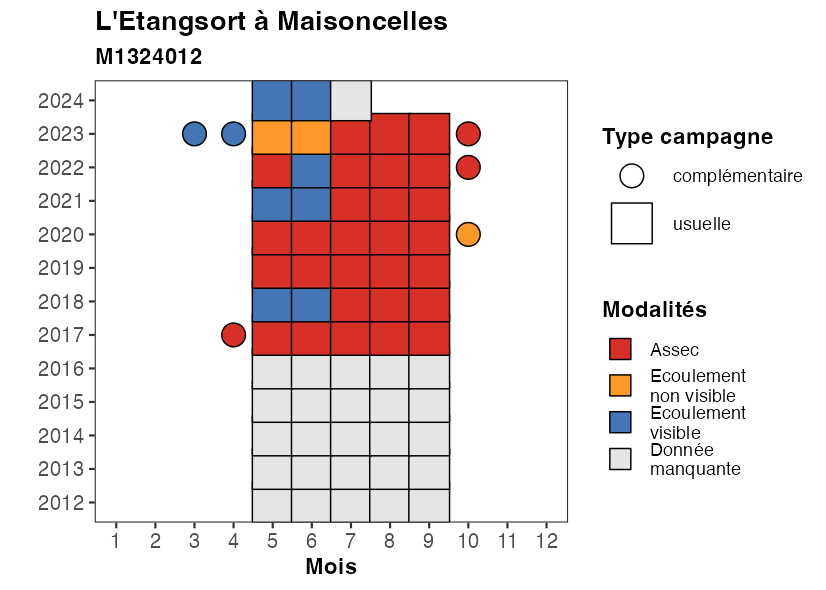 L'Etangsort à Maisoncelles
M1324012
2024
2023
2022
2021
2020
2019
2018
2017
2016
2015
2014
2013
2012
1 2 3 4 5 6 7 8 9 10 11 12
Mois
Type campagne
complémentaire
usuelle
Modalités
Assec
Ecoulement
non visible
Ecoulement
visible
Donnée
manquante